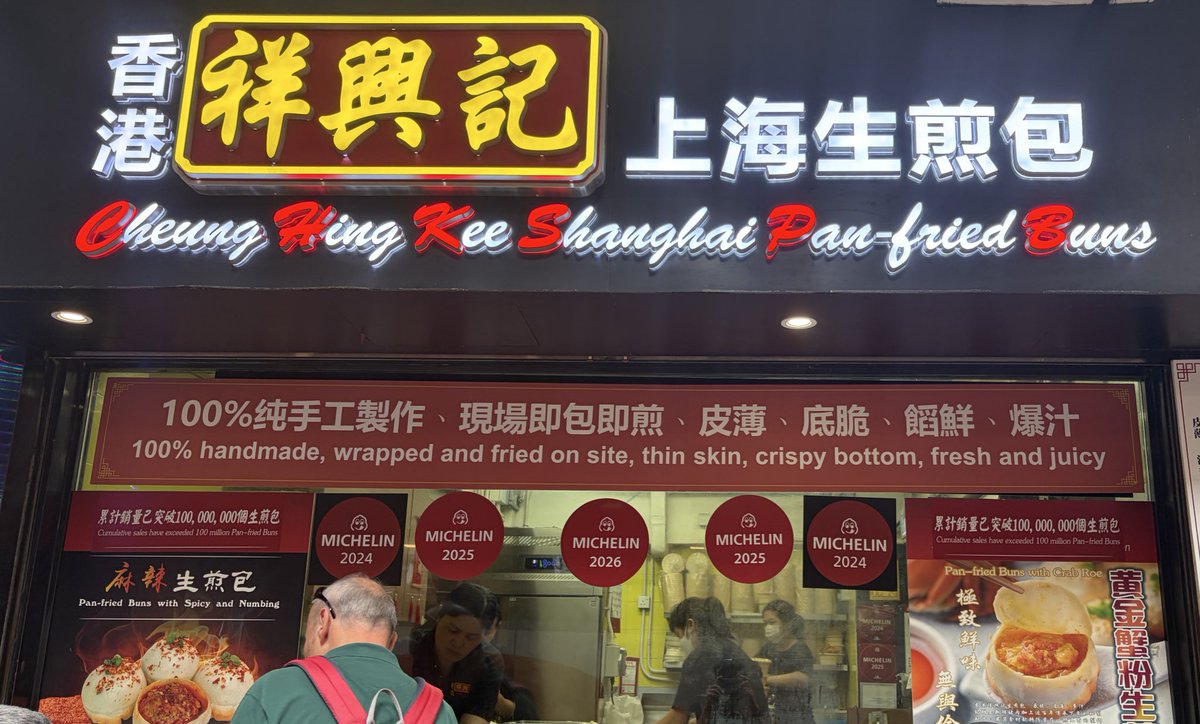 香港
祥興記
上海生煎包
Cheung Hing Kee Shanghai Pan-fried Buns
100%纯手工製作、現場即包即煎、皮薄、底脆、餡鮮、爆汁
100% handmade, wrapped and fried on site, thin skin, crispy bottom, fresh and juicy
累計銷量已突破100,000,000個生煎包
Cumulative sales have exceeded 100 million Pan-fried Buns
麻辣生煎包
Pan-fried Buns with Spicy and Numbing
MICHELIN
2024
MICHELIN
2025
MICHELIN
2026
MICHELIN
2025
MICHELIN
2024
MICHELIN
2024
MICHELIN
2025
累計銷量已突破100,000,000個生煎包
Cumulative sales have exceeded 100 million Pan-fried Buns
Pan-fried Buns with Crab Roe
黃金蟹粉生
極致鮮味